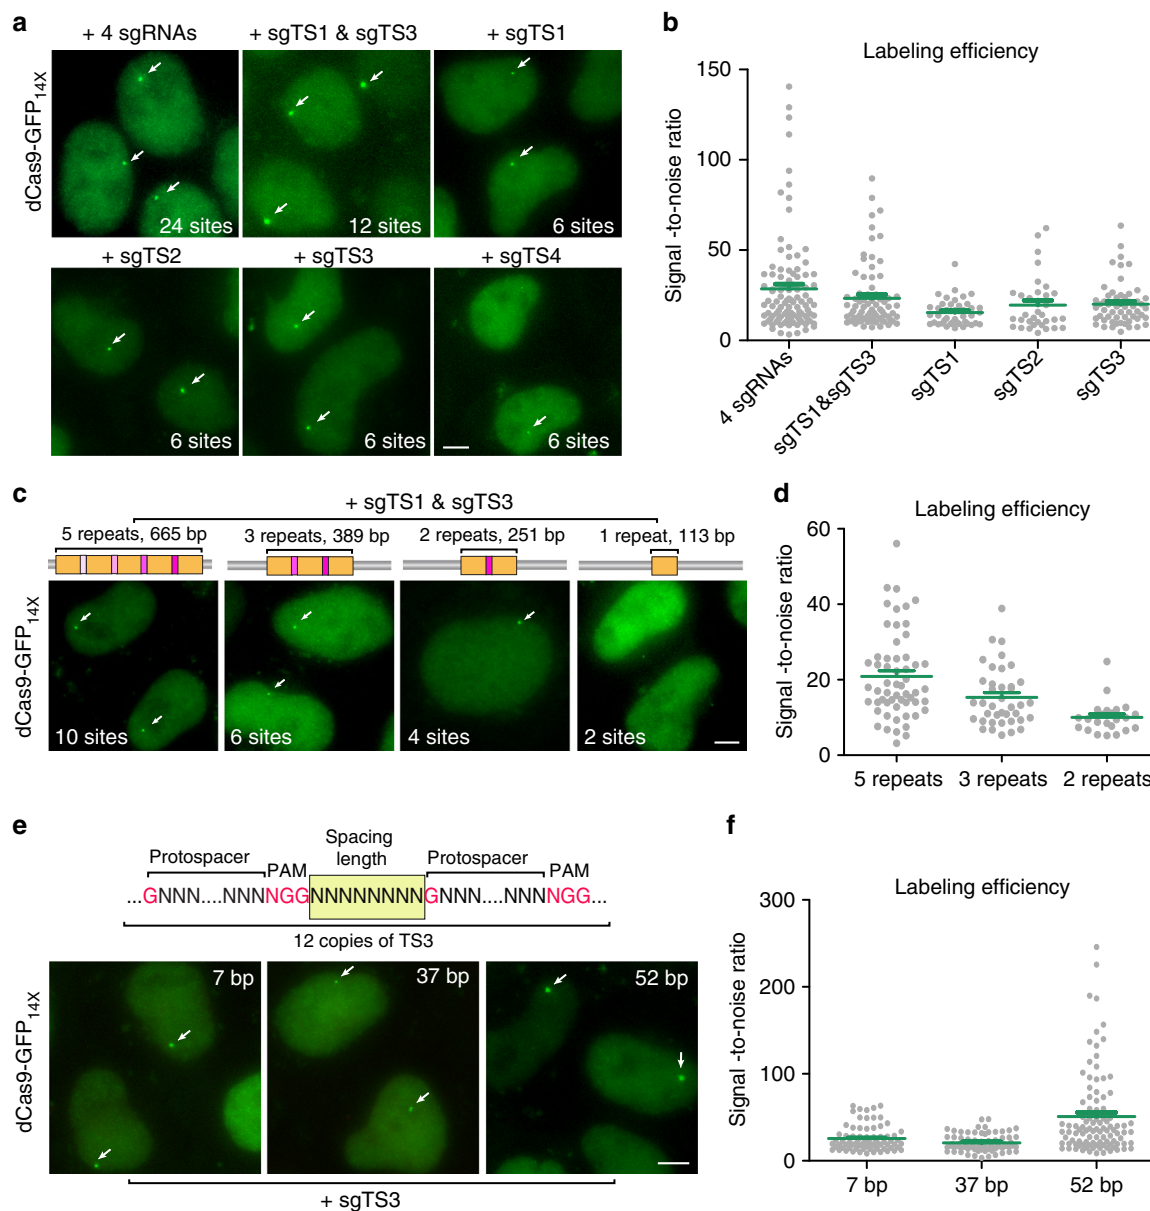 a
+ 4 sgRNAs
+ sgTS1 & sgTS3
+ sgTS1
dCas9-GFP14X
24 sites
12 sites
6 sites
+ sgTS2
+ sgTS3
+ sgTS4
6 sites
6 sites
6 sites
b
Labeling efficiency
Signal -to-noise ratio
150
100
50
0
4 sgRNAs
sgTS1&sgTS3
sgTS1
sgTS2
sgTS3
c
+ sgTS1 & sgTS3
5 repeats, 665 bp
3 repeats, 389 bp
2 repeats, 251 bp
1 repeat, 113 bp
dCas9-GFP14X
10 sites
6 sites
4 sites
2 sites
d
Labeling efficiency
Signal -to-noise ratio
60
40
20
0
5 repeats
3 repeats
2 repeats
e
Spacing
length
Protospacer
PAM
Protospacer
PAM
...GNNN....NNNNGGNNNNNNNNGNNN....NNNNGG...
12 copies of TS3
dCas9-GFP14X
7 bp
37 bp
52 bp
+ sgTS3
f
Labeling efficiency
Signal -to-noise ratio
300
200
100
0
7 bp
37 bp
52 bp